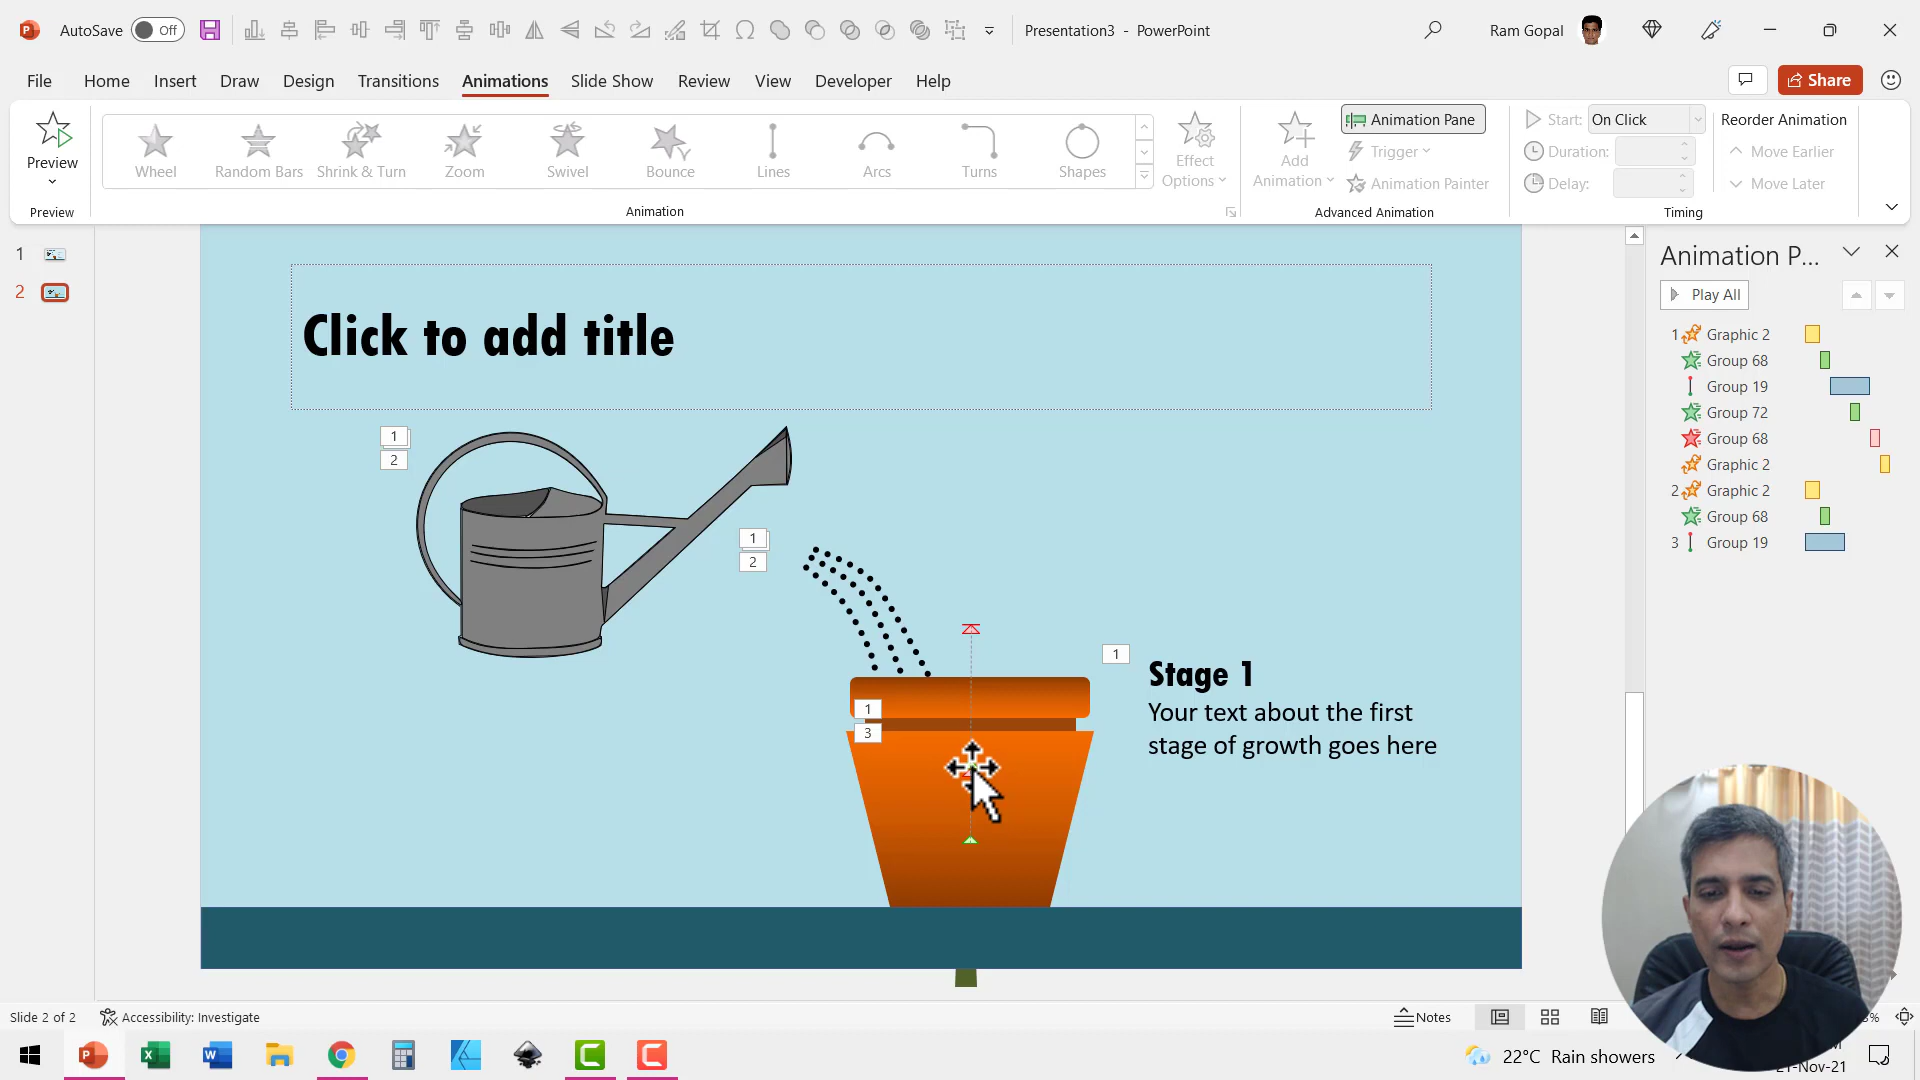 AutoSave Off Presentation3 - PowerPoint Ram Gopal
File Home Insert Draw Design Transitions Animations Slide Show Review View Developer Help Share
Preview
Wheel Random Bars Shrink & Turn Zoom Swivel Bounce Lines Arcs Turns Shapes
Effect Options
Add Animation
Animation Pane
Trigger
Animation Painter
Start: On Click
Duration:
Delay:
Reorder Animation
Move Earlier
Move Later
Preview Animation Advanced Animation Timing
1
2
Click to add title
1
2
1
2
1
3
1
Stage 1
Your text about the first
stage of growth goes here
Animation P...
Play All
1 Graphic 2
Group 68
Group 19
Group 72
Group 68
Graphic 2
2 Graphic 2
Group 68
3 Group 19
Slide 2 of 2 Accessibility: Investigate Notes
22°C Rain showers
21-Nov-21